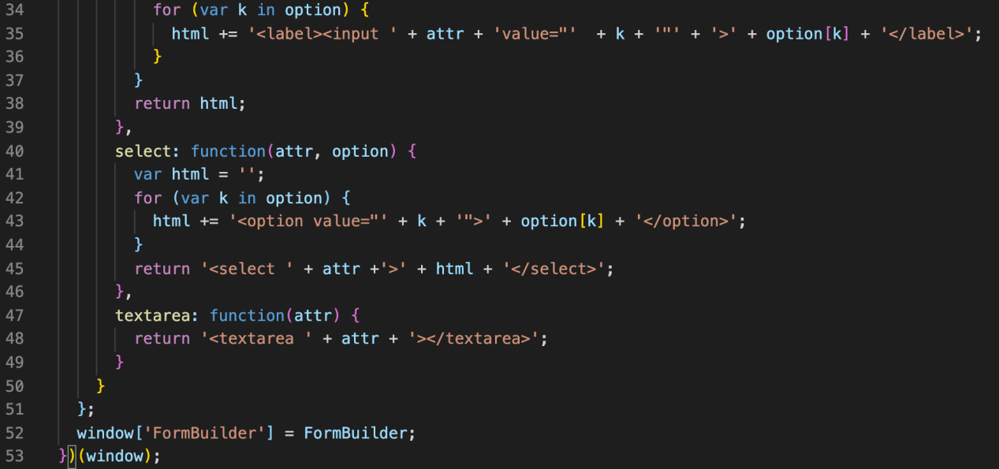 34 for (var k in option) {
35 html += '<label><input ' + attr + 'value="'  + k + '"' + '>' + option[k] + '</label>';
36 }
37 }
38 return html;
39 },
40 select: function(attr, option) {
41 var html = '';
42 for (var k in option) {
43 html += '<option value="' + k + '">' + option[k] + '</option>';
44 }
45 return '<select ' + attr +'>' + html + '</select>';
46 },
47 textarea: function(attr) {
48 return '<textarea ' + attr + '></textarea>';
49 }
50 }
51 };
52 window['FormBuilder'] = FormBuilder;
53 })(window);